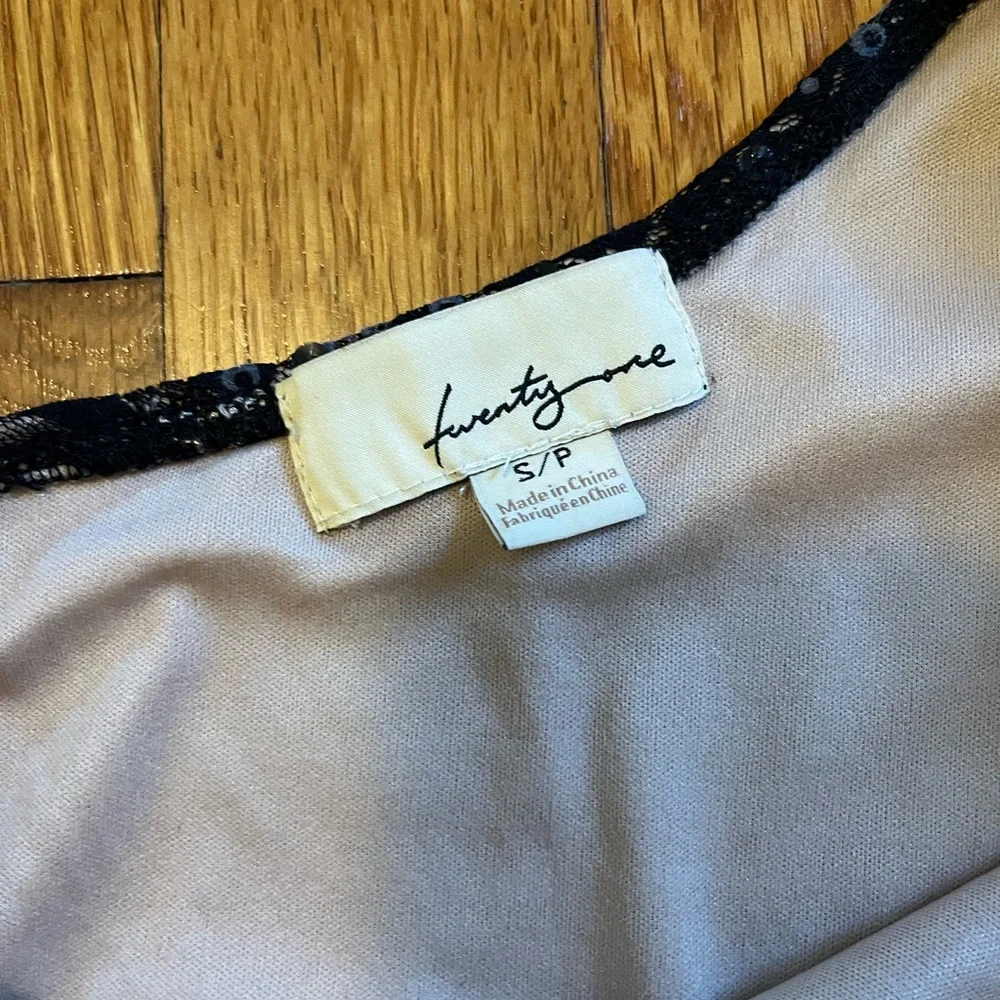 twenty one
S/P
Made in China
Fabriqué en Chine